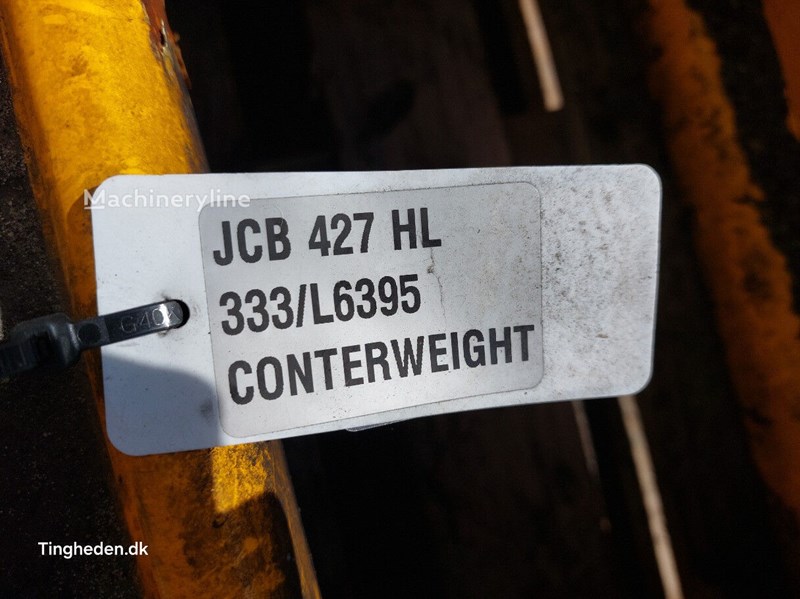 Machineryline
JCB 427 HL
333/L6395
CONTERWEIGHT
Tingheden.dk